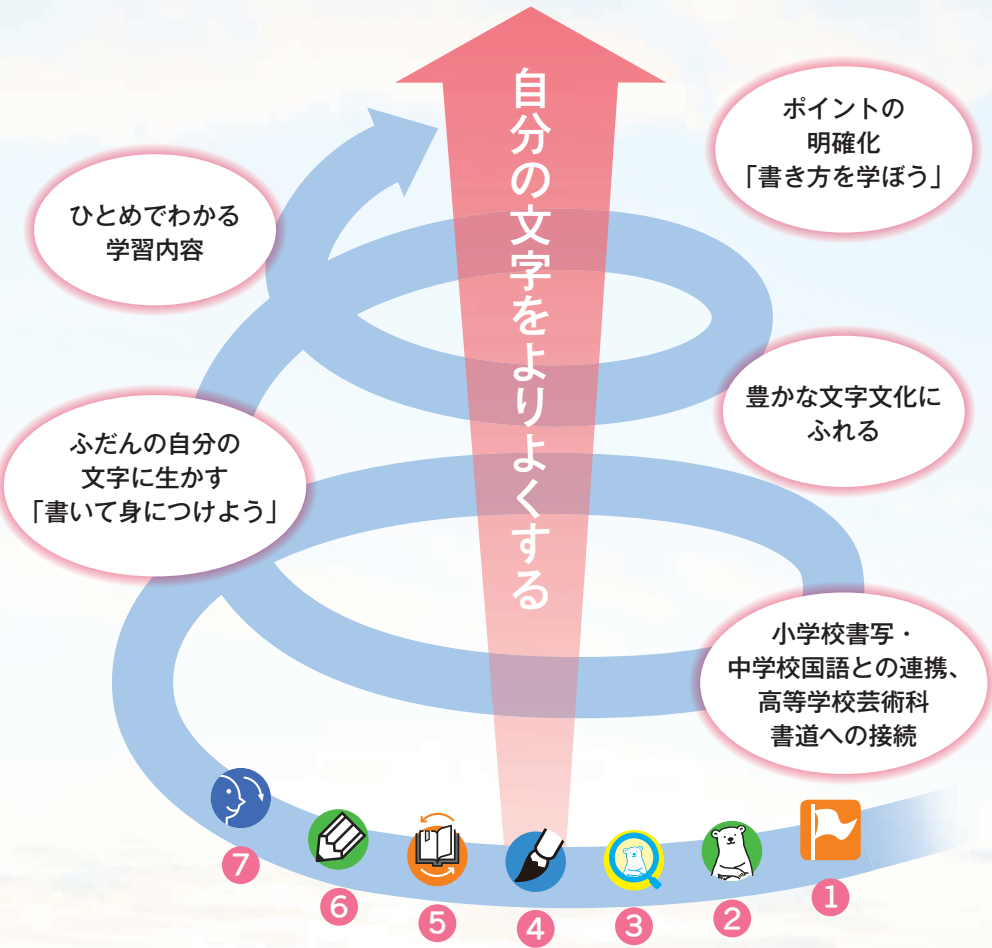 自分の文字をよりよくする
ポイントの
明確化
「書き方を学ぼう」
ひとめでわかる
学習内容
豊かな文字文化に
ふれる
ふだんの自分の
文字に生かす
「書いて身につけよう」
小学校書写・
中学校国語との連携、
高等学校芸術科
書道への接続
7
6
5
4
3
2
1